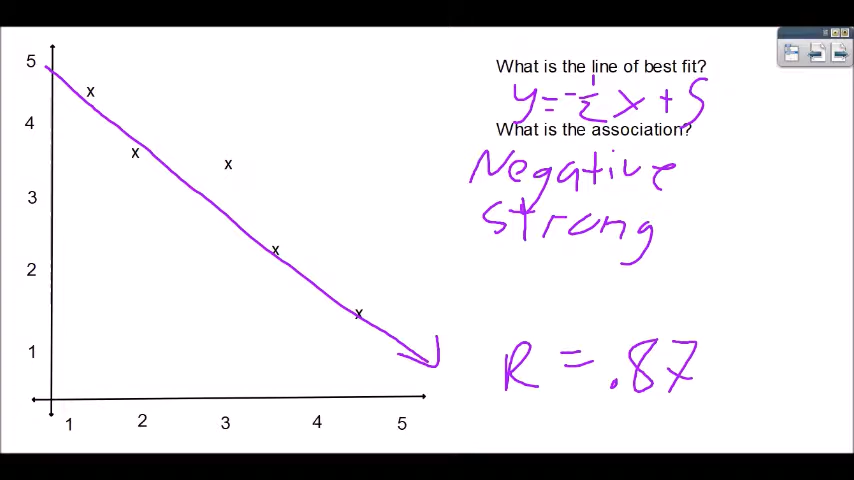 What is the line of best fit?
y = -1/2 x + 5
What is the association?
Negative
Strong
R = .87
5
4
3
2
1
1 2 3 4 5
x
x
x
x
x